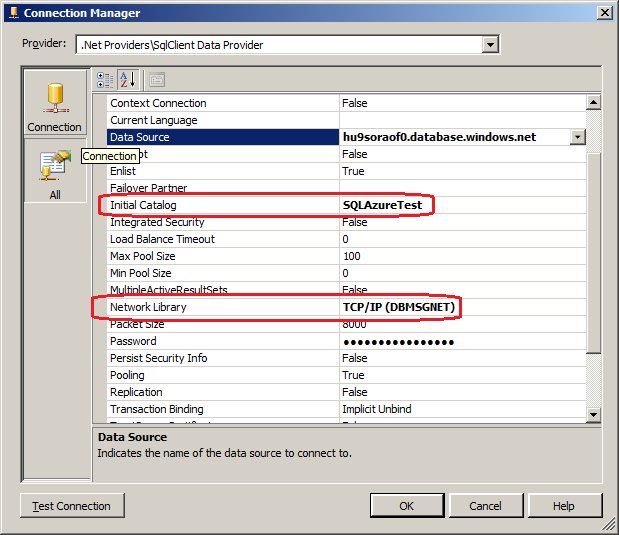 Connection Manager
Provider: .Net Providers\SqlClient Data Provider
Connection
All
Connection
Context Connection False
Current Language
Data Source hu9soraof0.database.windows.net
False
Enlist True
Failover Partner
Initial Catalog SQLAzureTest
Integrated Security False
Load Balance Timeout 0
Max Pool Size 100
Min Pool Size 0
MultipleActiveResultSets False
Network Library TCP/IP (DBMSGNET)
Packet Size 8000
Password ●●●●●●●●●●●●●●●●
Persist Security Info False
Pooling True
Replication False
Transaction Binding Implicit Unbind
Data Source
Indicates the name of the data source to connect to.
Test Connection OK Cancel Help